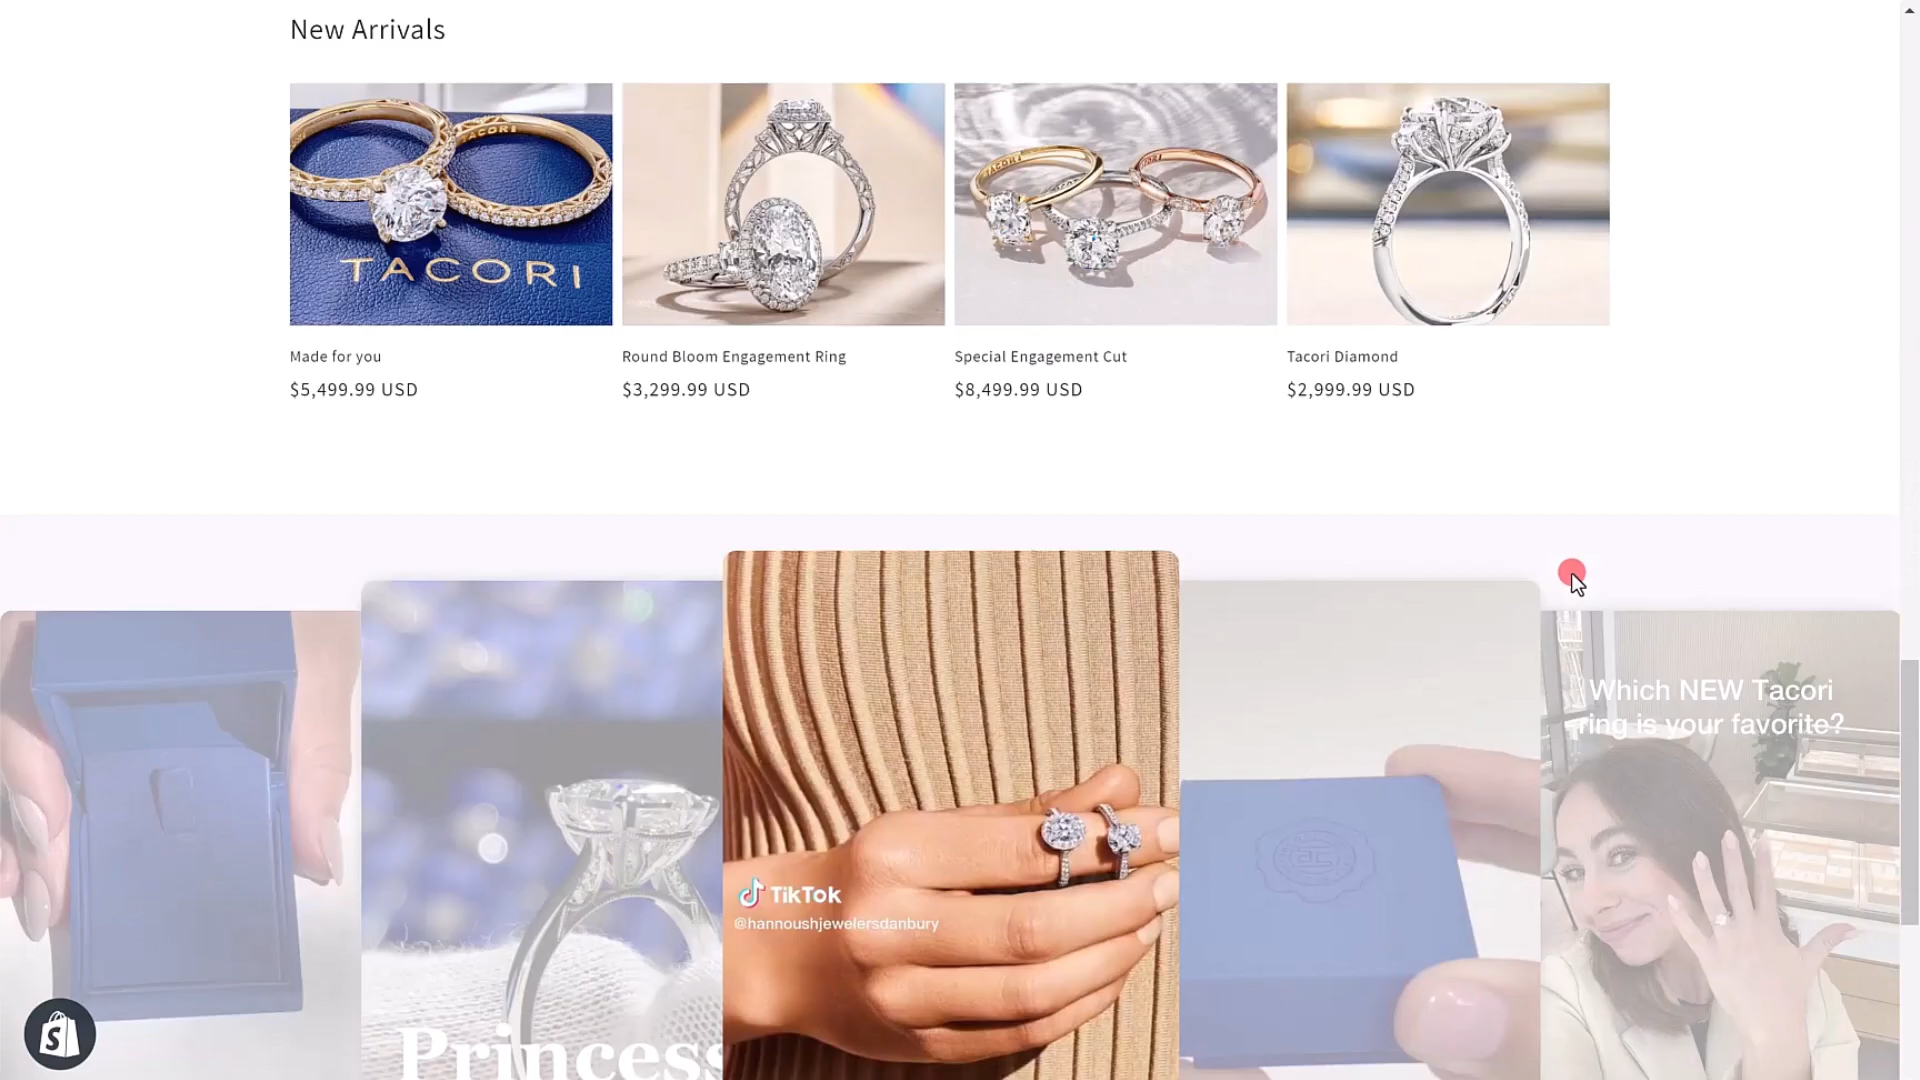 New Arrivals
TACORI
TACORI
TACORI
Made for you
$5,499.99 USD
Round Bloom Engagement Ring
$3,299.99 USD
Special Engagement Cut
$8,499.99 USD
Tacori Diamond
$2,999.99 USD
Which NEW Tacori
ring is your favorite?
TikTok
@hannoushjewelersdanbury
Princess